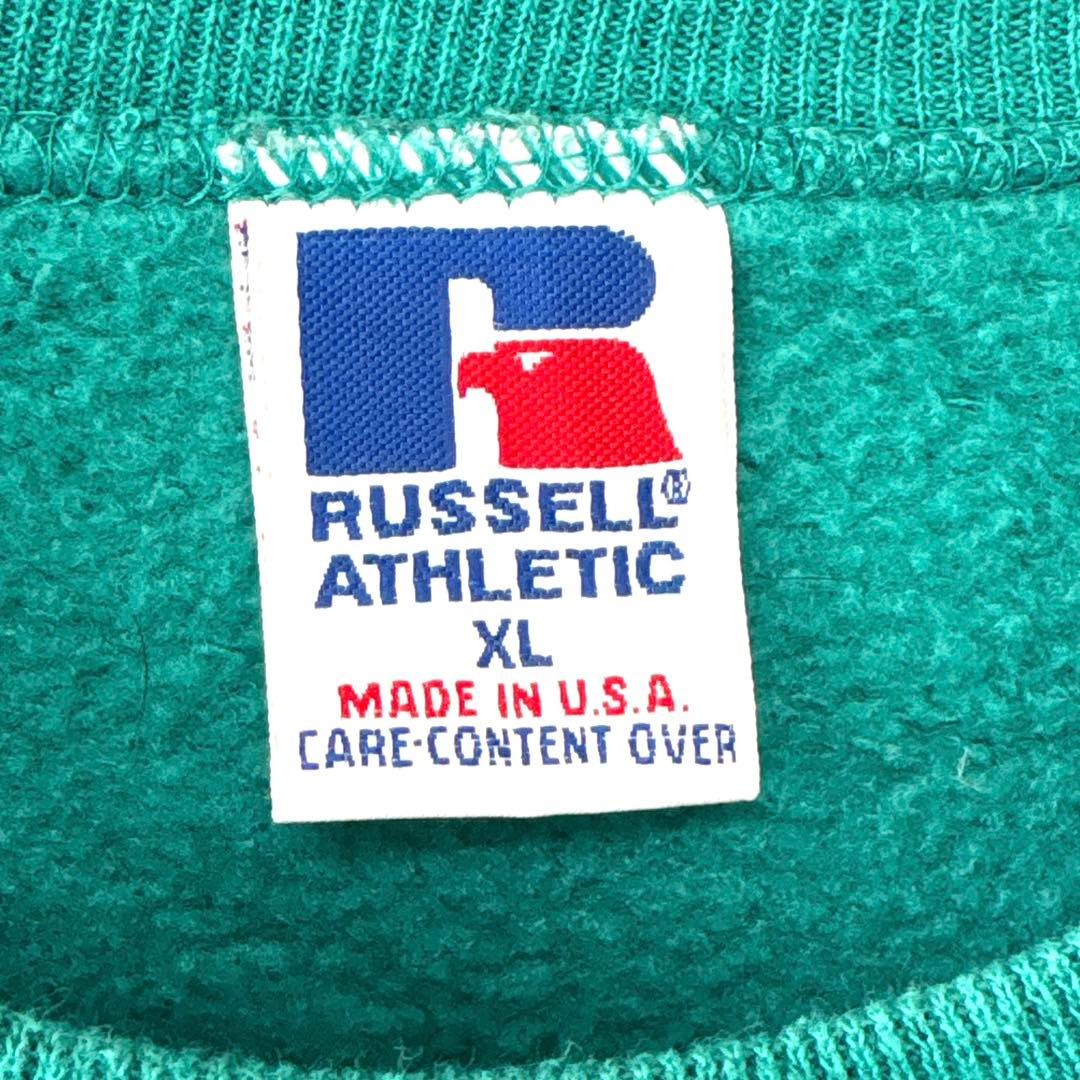 RUSSELL®
ATHLETIC
XL
MADE IN U.S.A.
CARE-CONTENT OVER